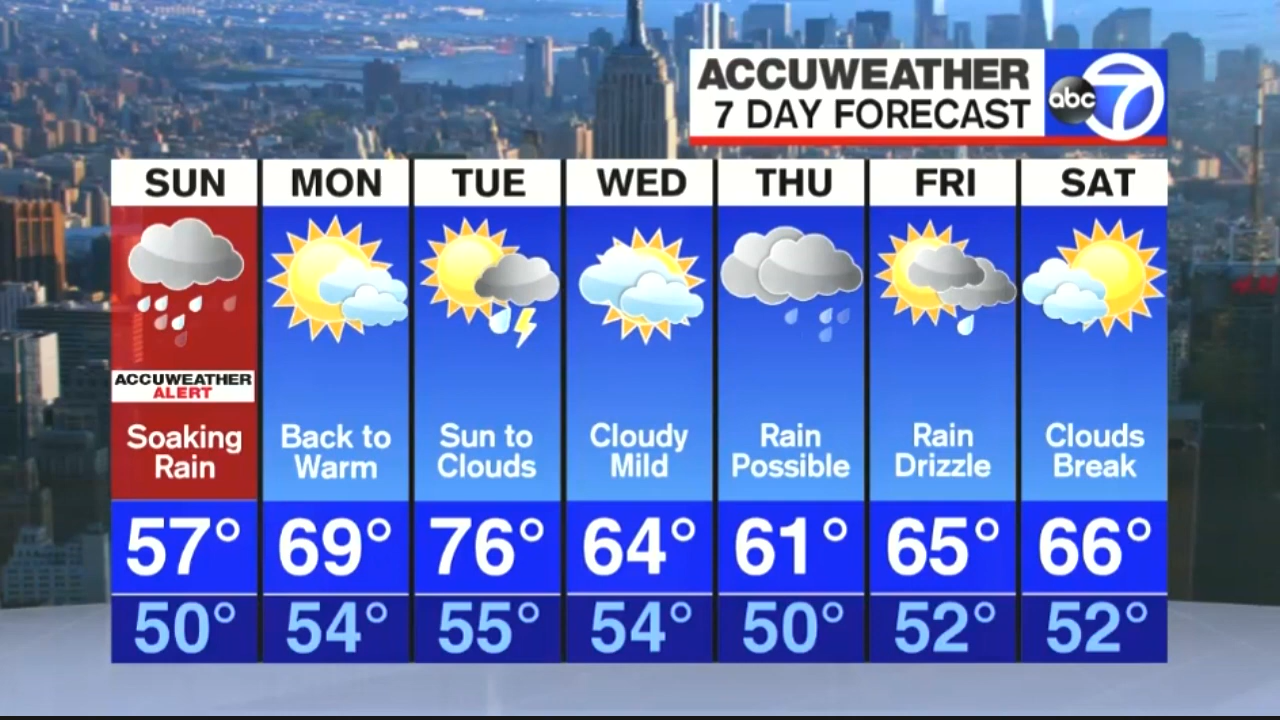 ACCUWEATHER
7 DAY FORECAST
abc 7
SUN MON TUE WED THU FRI SAT
ACCUWEATHER
ALERT
Soaking Back to Sun to Cloudy Rain Rain Clouds
Rain Warm Clouds Mild Possible Drizzle Break
57° 69° 76° 64° 61° 65° 66°
50° 54° 55° 54° 50° 52° 52°